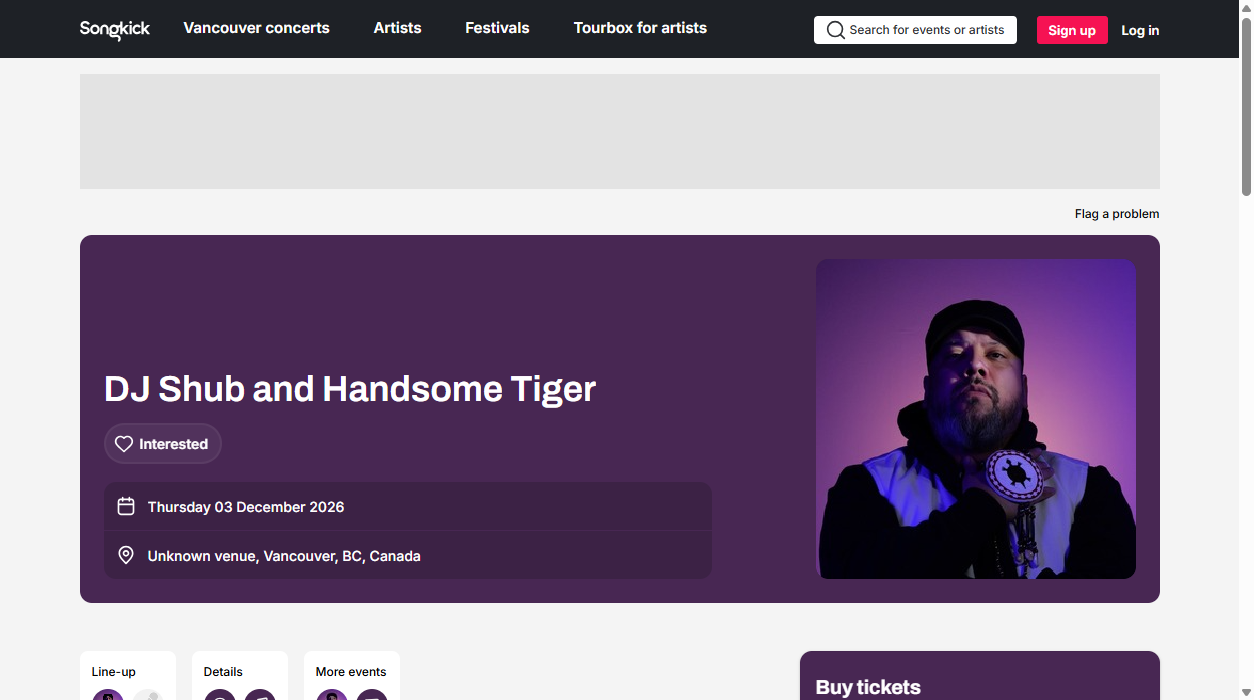 Songkick
Vancouver concerts
Artists
Festivals
Tourbox for artists
Search for events or artists
Sign up
Log in
Flag a problem
DJ Shub and Handsome Tiger
Interested
Thursday 03 December 2026
Unknown venue, Vancouver, BC, Canada
Line-up
Details
More events
Buy tickets